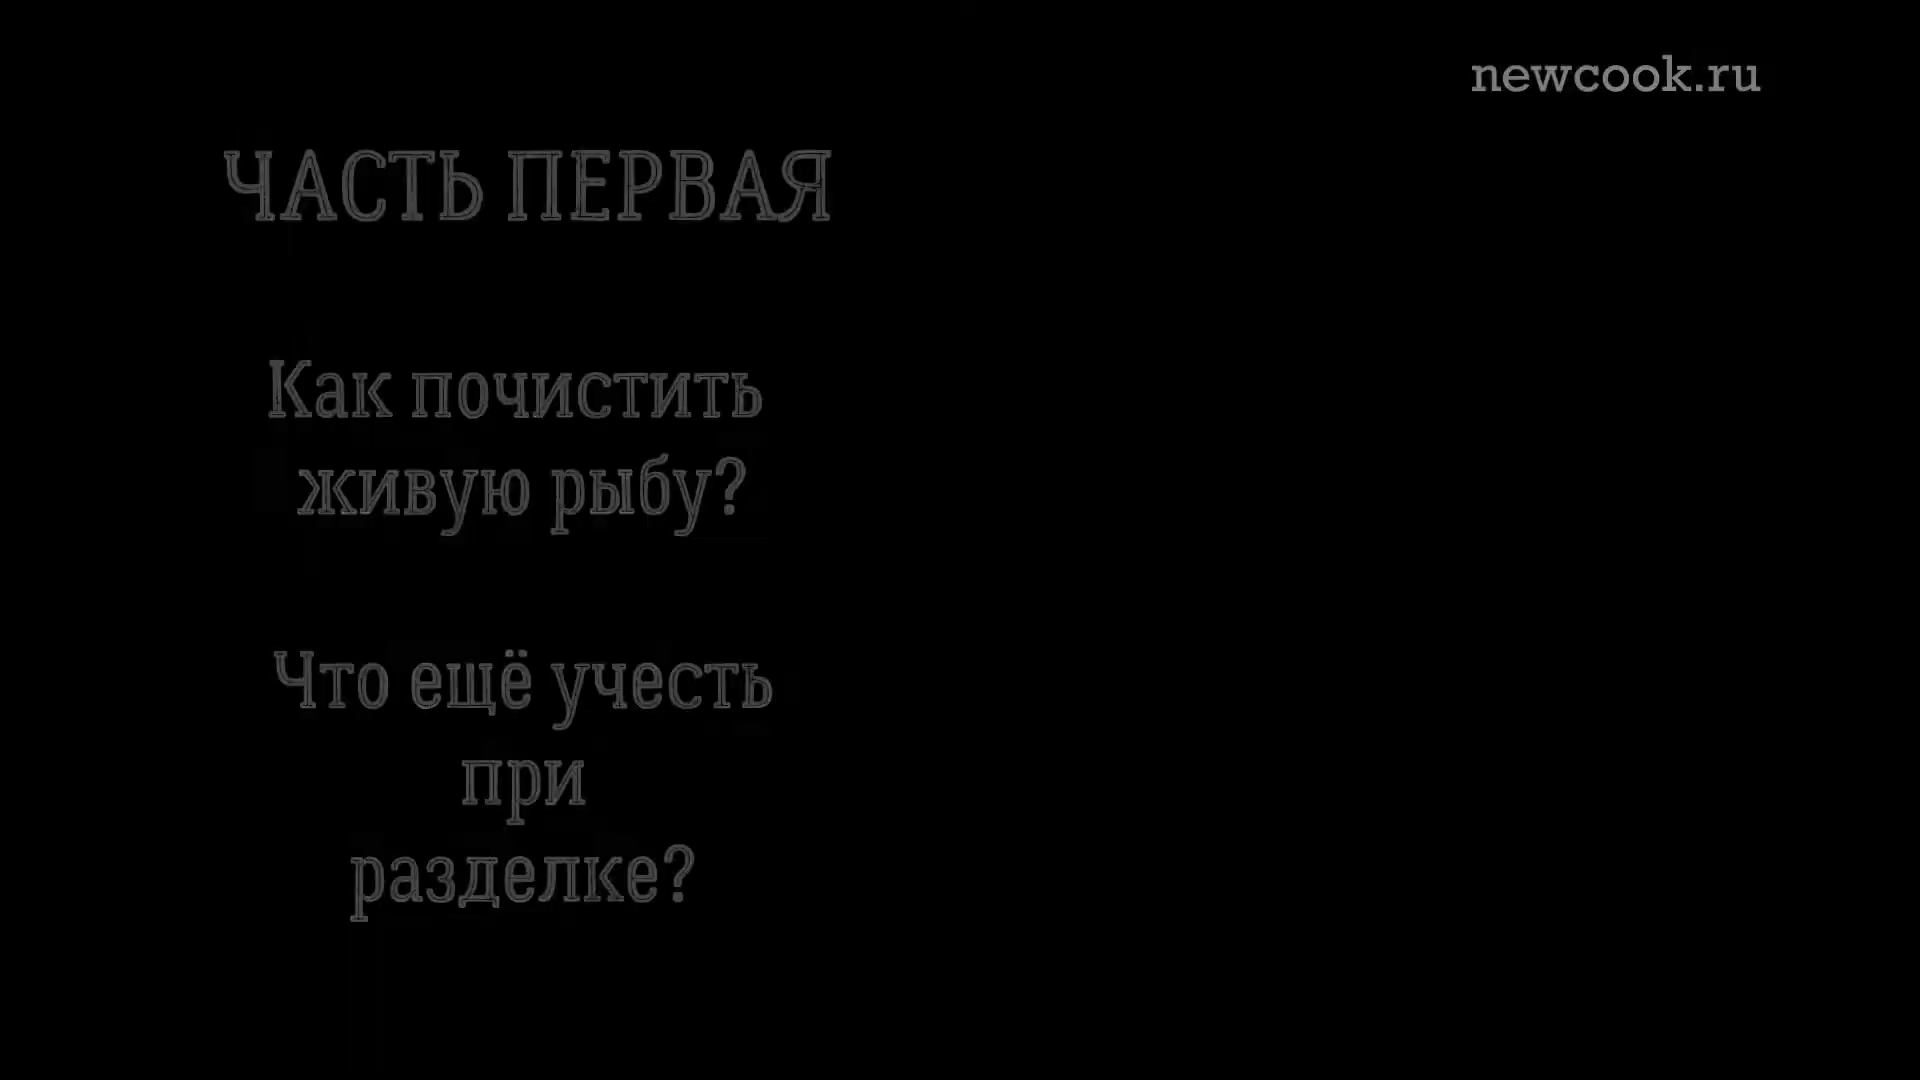 newcook.ru
ЧАСТЬ ПЕРВАЯ
Как почистить
живую рыбу?
Что ещё учесть
при
разделке?